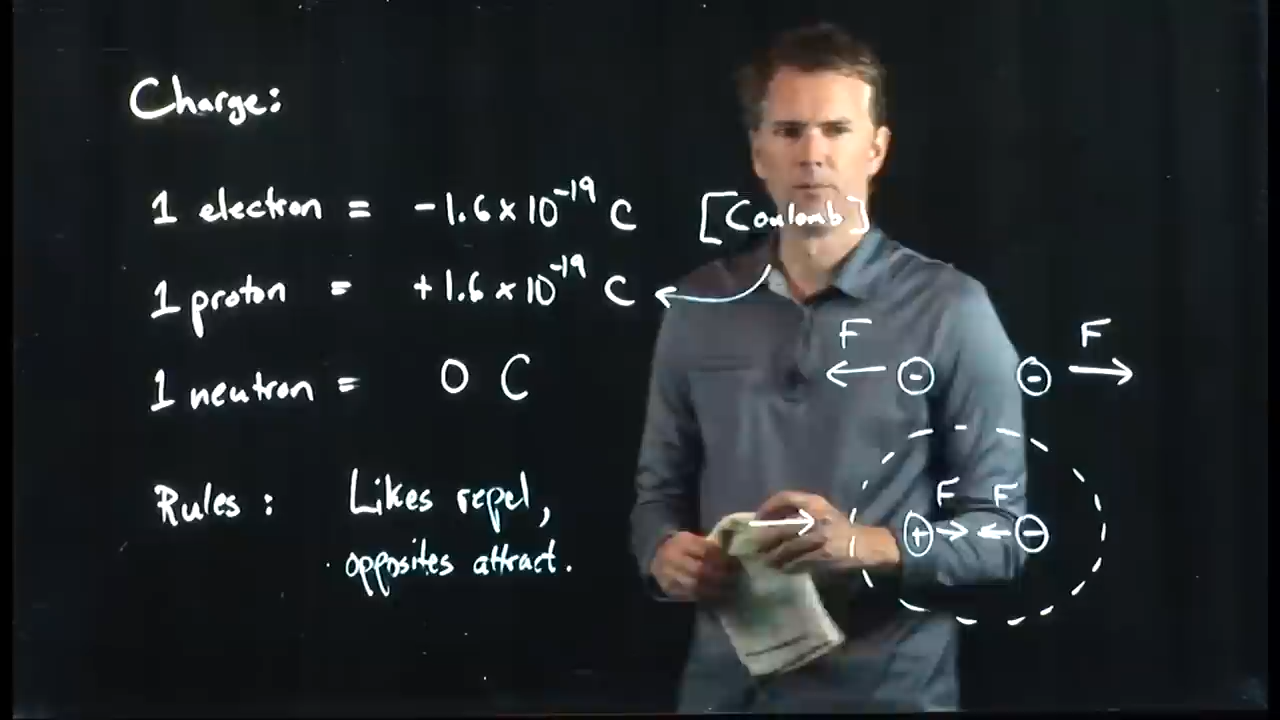 Charge:
1 electron = -1.6×10⁻¹⁹ C [Coulomb]
1 proton = +1.6×10⁻¹⁹ C
1 neutron = 0 C
F F
- -
Rules: Likes repel,
opposites attract.
F F
+ -